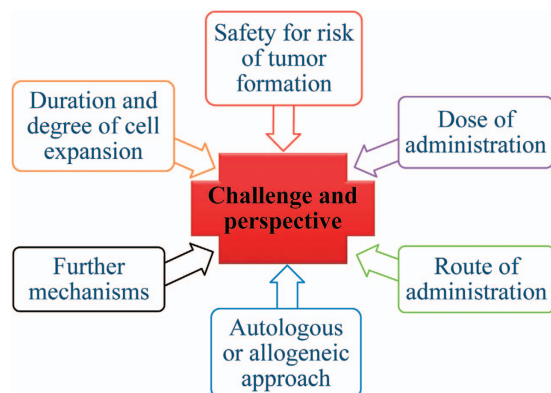 Safety for risk
of tumor
formation
Duration and
degree of cell
expansion
Dose of
administration
Challenge and
perspective
Further
mechanisms
Route of
administration
Autologous
or allogeneic
approach